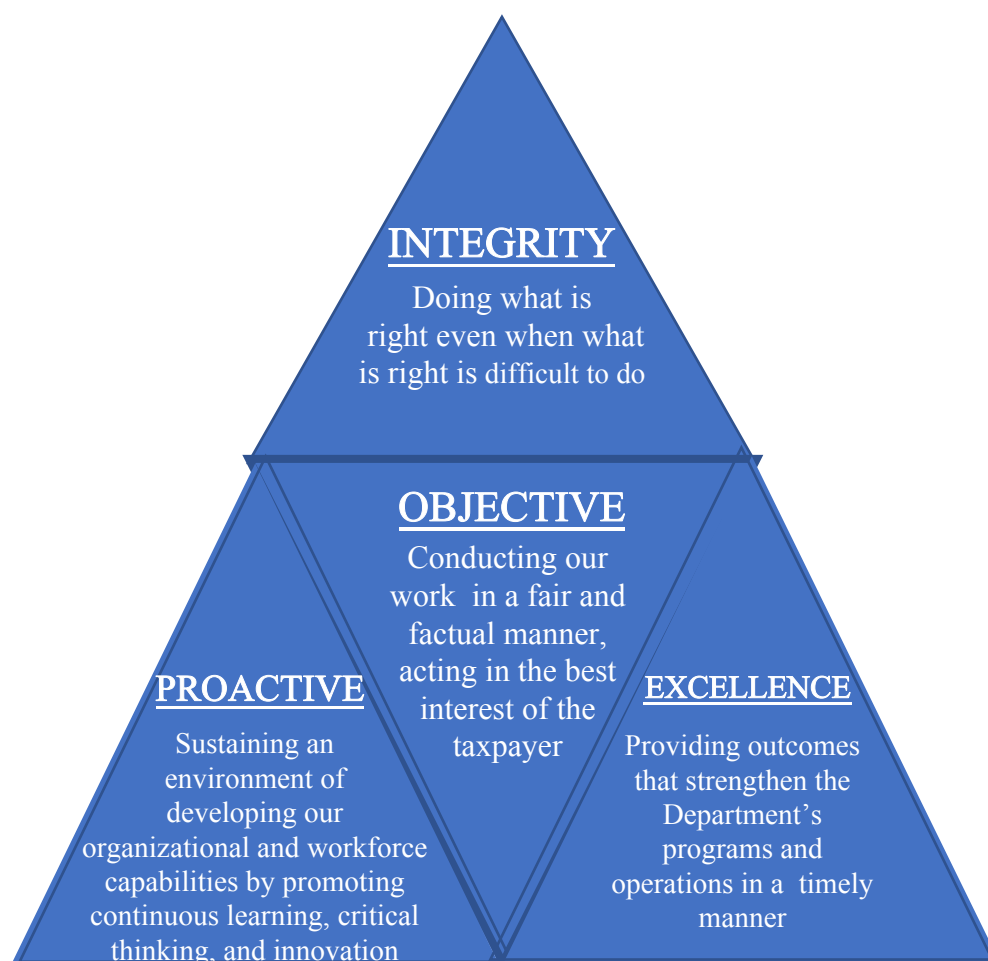 INTEGRITY
Doing what is
right even when what
is right is difficult to do
OBJECTIVE
Conducting our
work in a fair and
factual manner,
acting in the best
interest of the
taxpayer
PROACTIVE
Sustaining an
environment of
developing our
organizational and workforce
capabilities by promoting
continuous learning, critical
thinking, and innovation
EXCELLENCE
Providing outcomes
that strengthen the
Department’s
programs and
operations in a timely
manner